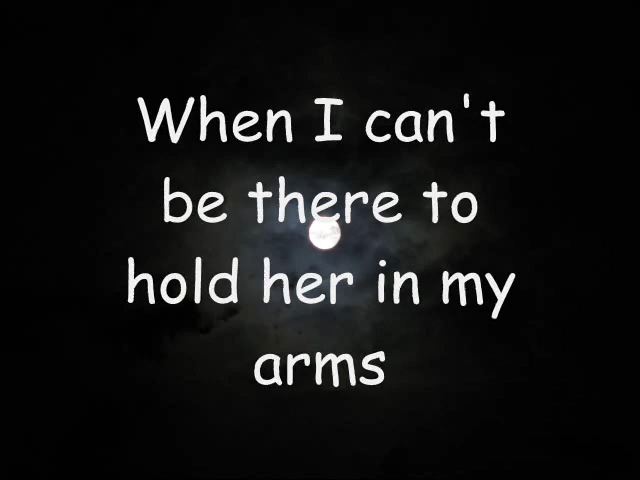 When I can't
be there to
hold her in my
arms